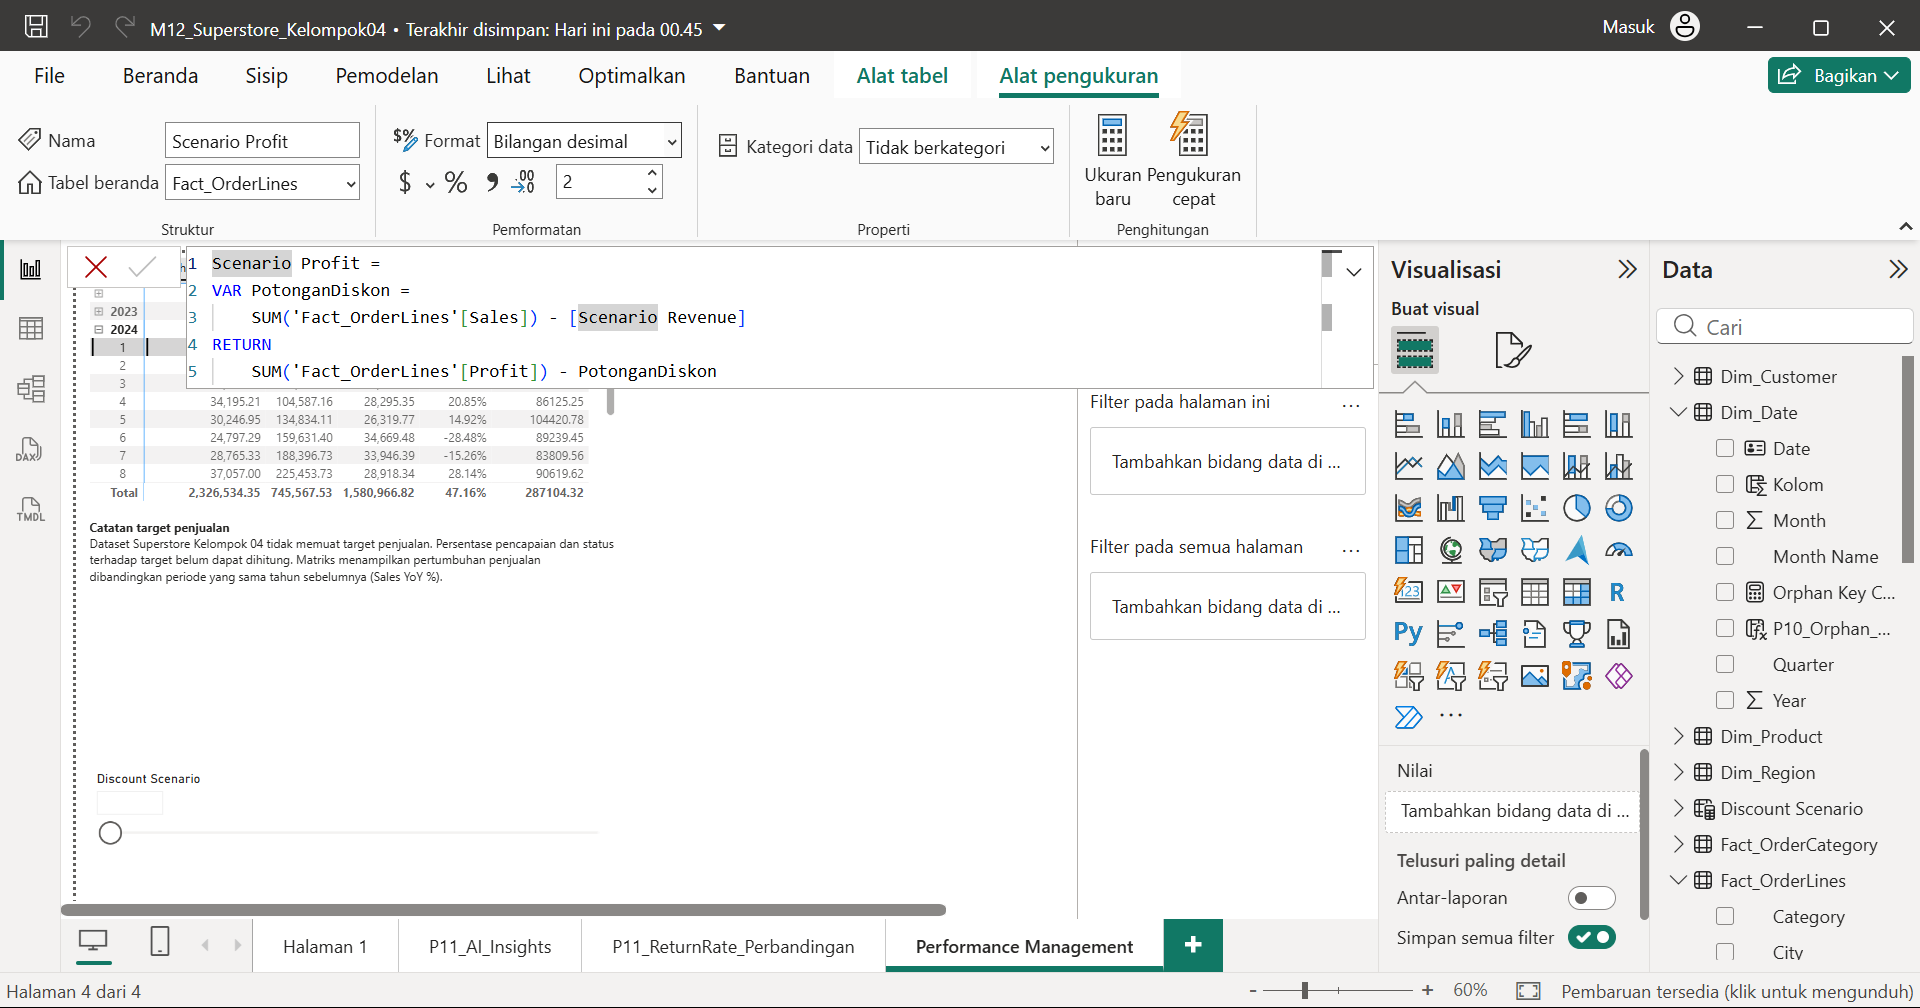 M12_Superstore_Kelompok04 • Terakhir disimpan: Hari ini pada 00.45
Masuk
File
Beranda
Sisip
Pemodelan
Lihat
Optimalkan
Bantuan
Alat tabel
Alat pengukuran
Bagikan
Nama
Scenario Profit
Tabel beranda
Fact_OrderLines
Struktur
$% Format
Bilangan desimal
$ % 9 .00 →.0
2
Pemformatan
Kategori data
Tidak berkategori
Properti
Ukuran baru
Pengukuran cepat
Penghitungan
1 Scenario Profit =
2 VAR PotonganDiskon =
3 SUM('Fact_OrderLines'[Sales]) - [Scenario Revenue]
4 RETURN
5 SUM('Fact_OrderLines'[Profit]) - PotonganDiskon
2023
2024
1
2
3
4 34,195.21 104,587.16 28,295.35 20.85% 86125.25
5 30,246.95 134,834.11 26,319.77 14.92% 104420.78
6 24,797.29 159,631.40 34,669.48 -28.48% 89239.45
7 28,765.33 188,396.73 33,946.39 -15.26% 83809.56
8 37,057.00 225,453.73 28,918.34 28.14% 90619.62
Total 2,326,534.35 745,567.53 1,580,966.82 47.16% 287104.32
Catatan target penjualan
Dataset Superstore Kelompok 04 tidak memuat target penjualan. Persentase pencapaian dan status
terhadap target belum dapat dihitung. Matriks menampilkan pertumbuhan penjualan
dibandingkan periode yang sama tahun sebelumnya (Sales YoY %).
Discount Scenario
Filter pada halaman ini ...
Tambahkan bidang data di ...
Filter pada semua halaman ...
Tambahkan bidang data di ...
Visualisasi
Buat visual
123
R
Py
...
Nilai
Tambahkan bidang data di ...
Telusuri paling detail
Antar-laporan
Simpan semua filter
Data
Cari
Dim_Customer
Dim_Date
Date
Kolom
Month
Month Name
Orphan Key C...
P10_Orphan_...
Quarter
Year
Dim_Product
Dim_Region
Discount Scenario
Fact_OrderCategory
Fact_OrderLines
Category
City
DAX
TMDL
Halaman 1
P11_AI_Insights
P11_ReturnRate_Perbandingan
Performance Management
+
Halaman 4 dari 4
- + 60%
Pembaruan tersedia (klik untuk mengunduh)